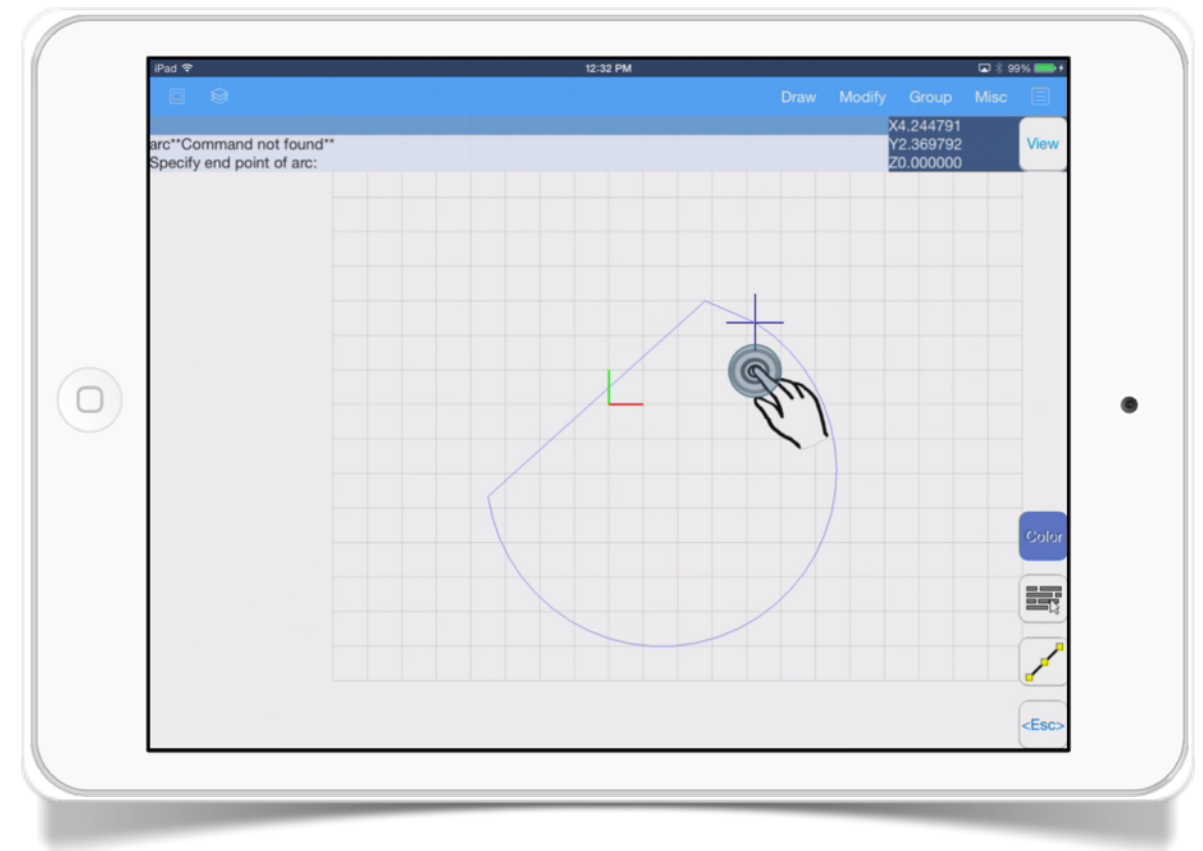 iPad 12:32 PM 99%
Draw Modify Group Misc
X4.244791
arc**Command not found**
Y2.369792
View
Specify end point of arc:
Z0.000000
Color
<Esc>